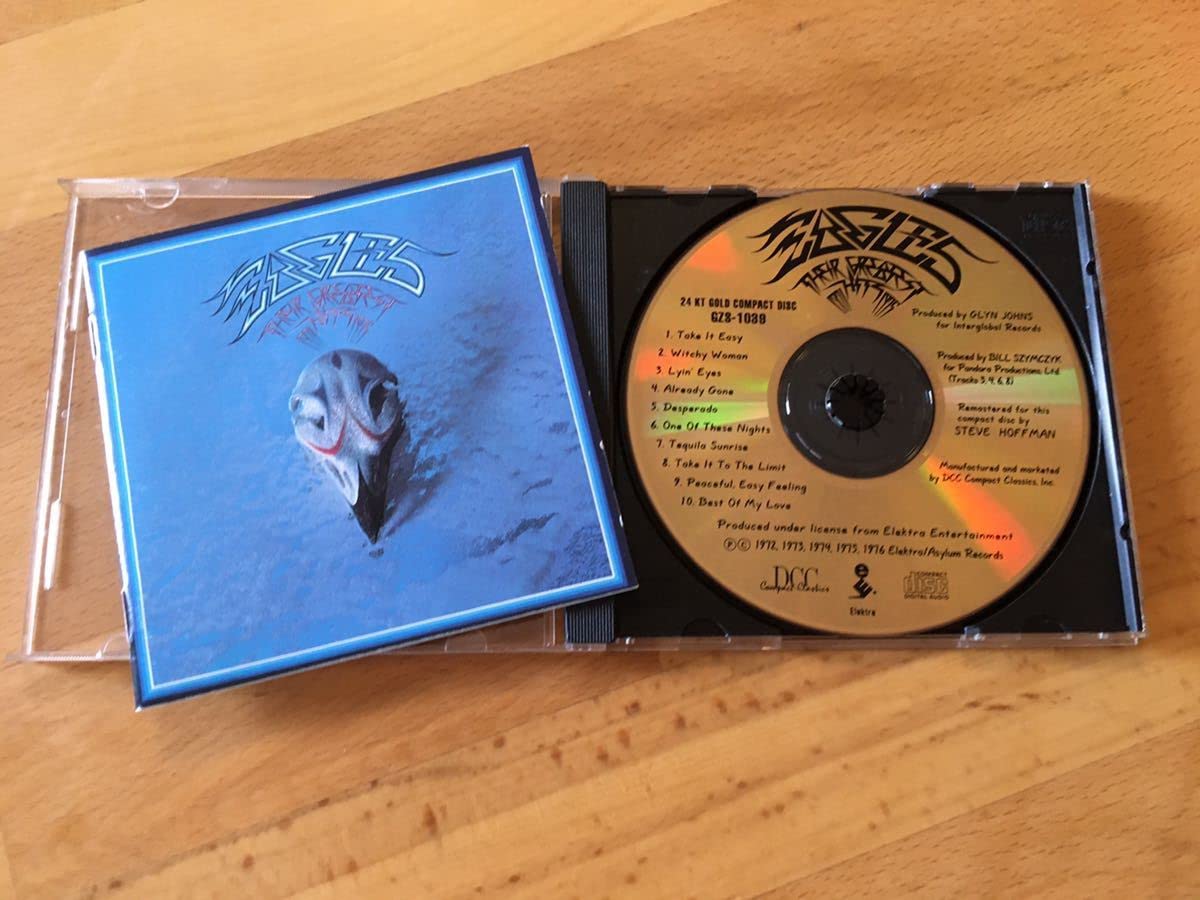 EAGLES
THEIR GREATEST
HITS
EAGLES
THEIR GREATEST
HITS
24 KT GOLD COMPACT DISC
GZS-1039
1. Take It Easy
2. Witchy Woman
3. Lyin' Eyes
4. Already Gone
5. Desperado
6. One Of These Nights
7. Tequila Sunrise
8. Take It To The Limit
9. Peaceful, Easy Feeling
10. Best Of My Love
Produced by GLYN JOHNS
for Interglobal Records
Produced by BILL SZYMCZYK
for Pandora Productions, Ltd.
(Tracks 3, 4, 6, 8)
Remastered for this
compact disc by
STEVE HOFFMAN
Manufactured and marketed
by DCC Compact Classics, Inc.
Produced under license from Elektra Entertainment
Ⓟ© 1972, 1973, 1974, 1975, 1976 Elektra/Asylum Records
DCC
Compact Classics
Elektra
COMPACT
disc
DIGITAL AUDIO